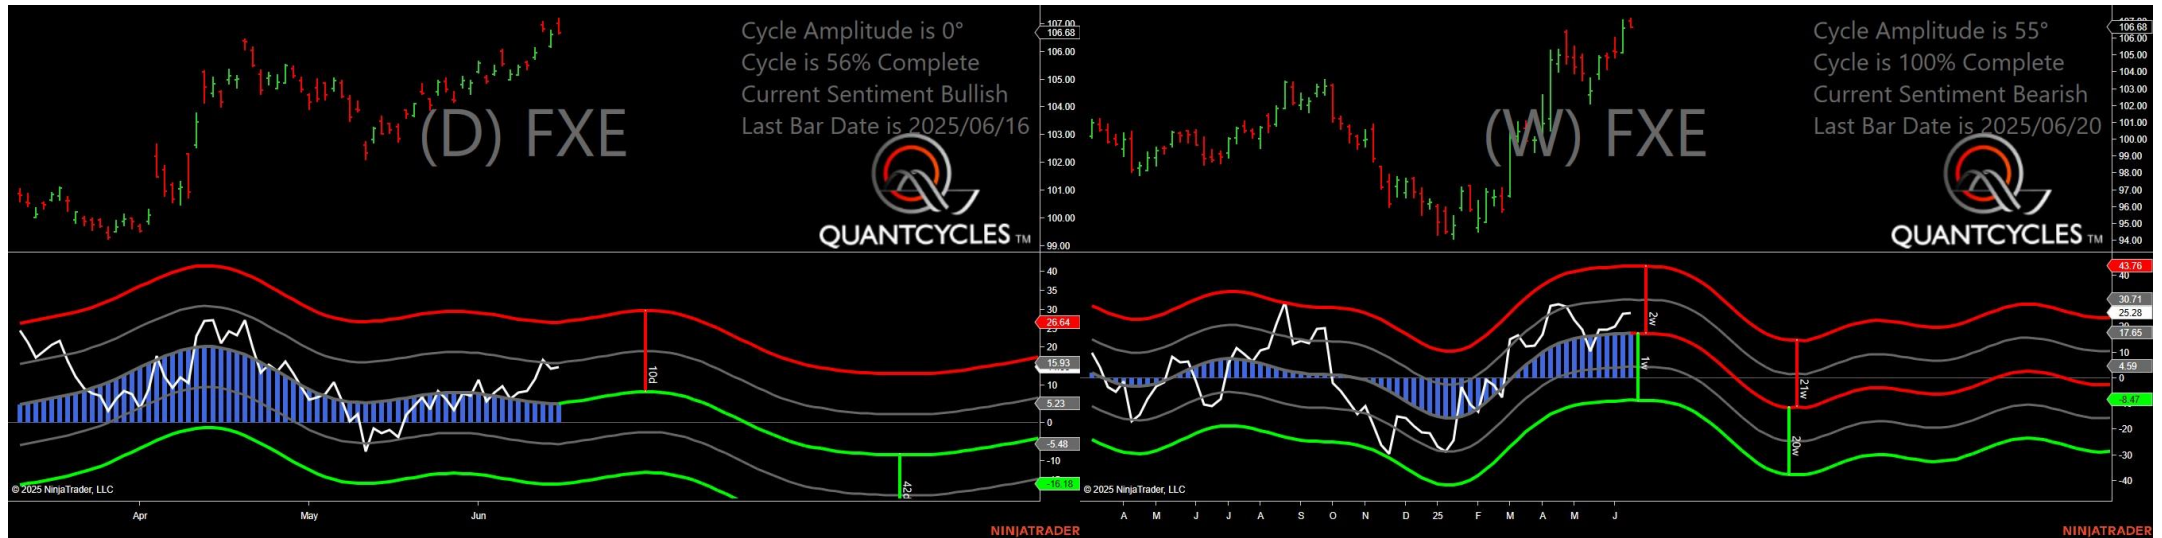 Cycle Amplitude is 0°
Cycle is 56% Complete
Current Sentiment Bullish
Last Bar Date is 2025/06/16
(D) FXE
QUANTCYCLES TM
107.00
106.68
106.00
105.00
104.00
103.00
102.00
101.00
100.00
99.00
40
35
30
26.64
20
15.93
10
5.23
0
-5.48
-10
-16.18
10d
42d
© 2025 NinjaTrader, LLC
Apr
May
Jun
NINJATRADER
Cycle Amplitude is 55°
Cycle is 100% Complete
Current Sentiment Bearish
Last Bar Date is 2025/06/20
(W) FXE
QUANTCYCLES TM
106.68
106.00
105.00
104.00
103.00
102.00
101.00
100.00
99.00
98.00
97.00
96.00
95.00
94.00
43.76
40
30.71
25.28
17.65
10
4.59
0
-8.47
-20
-30
-40
2w
1w
21w
20w
© 2025 NinjaTrader, LLC
A M J J A S O N D 25 F M A M J
NINJATRADER